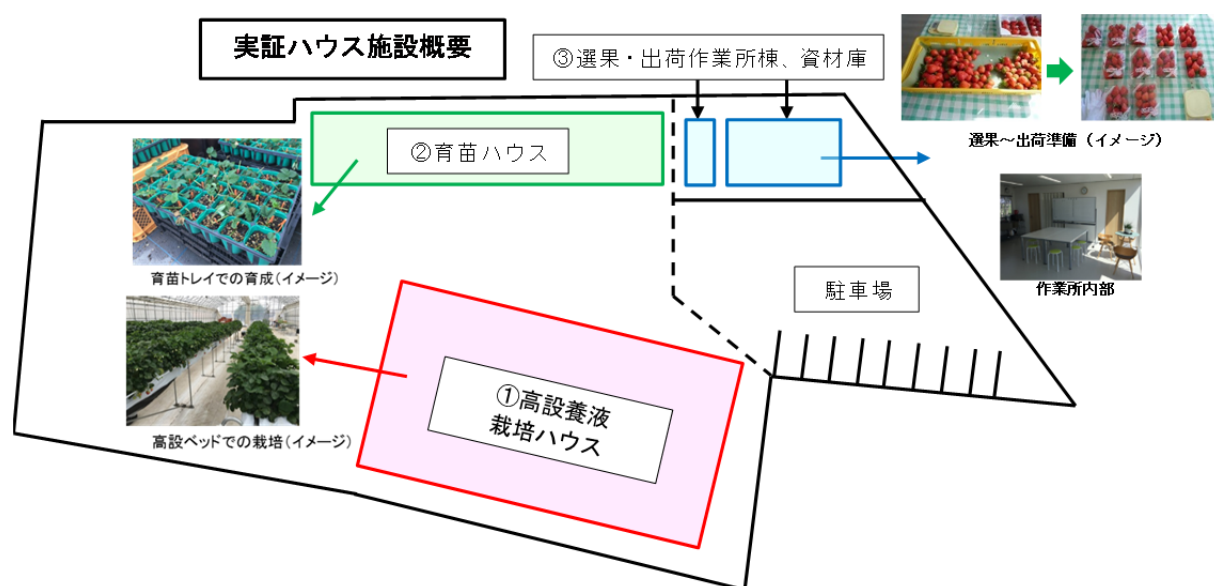 実証ハウス施設概要
③選果・出荷作業所棟、資材庫
選果～出荷準備（イメージ）
②育苗ハウス
育苗トレイでの育成（イメージ）
作業所内部
駐車場
①高設養液
栽培ハウス
高設ベッドでの栽培（イメージ）